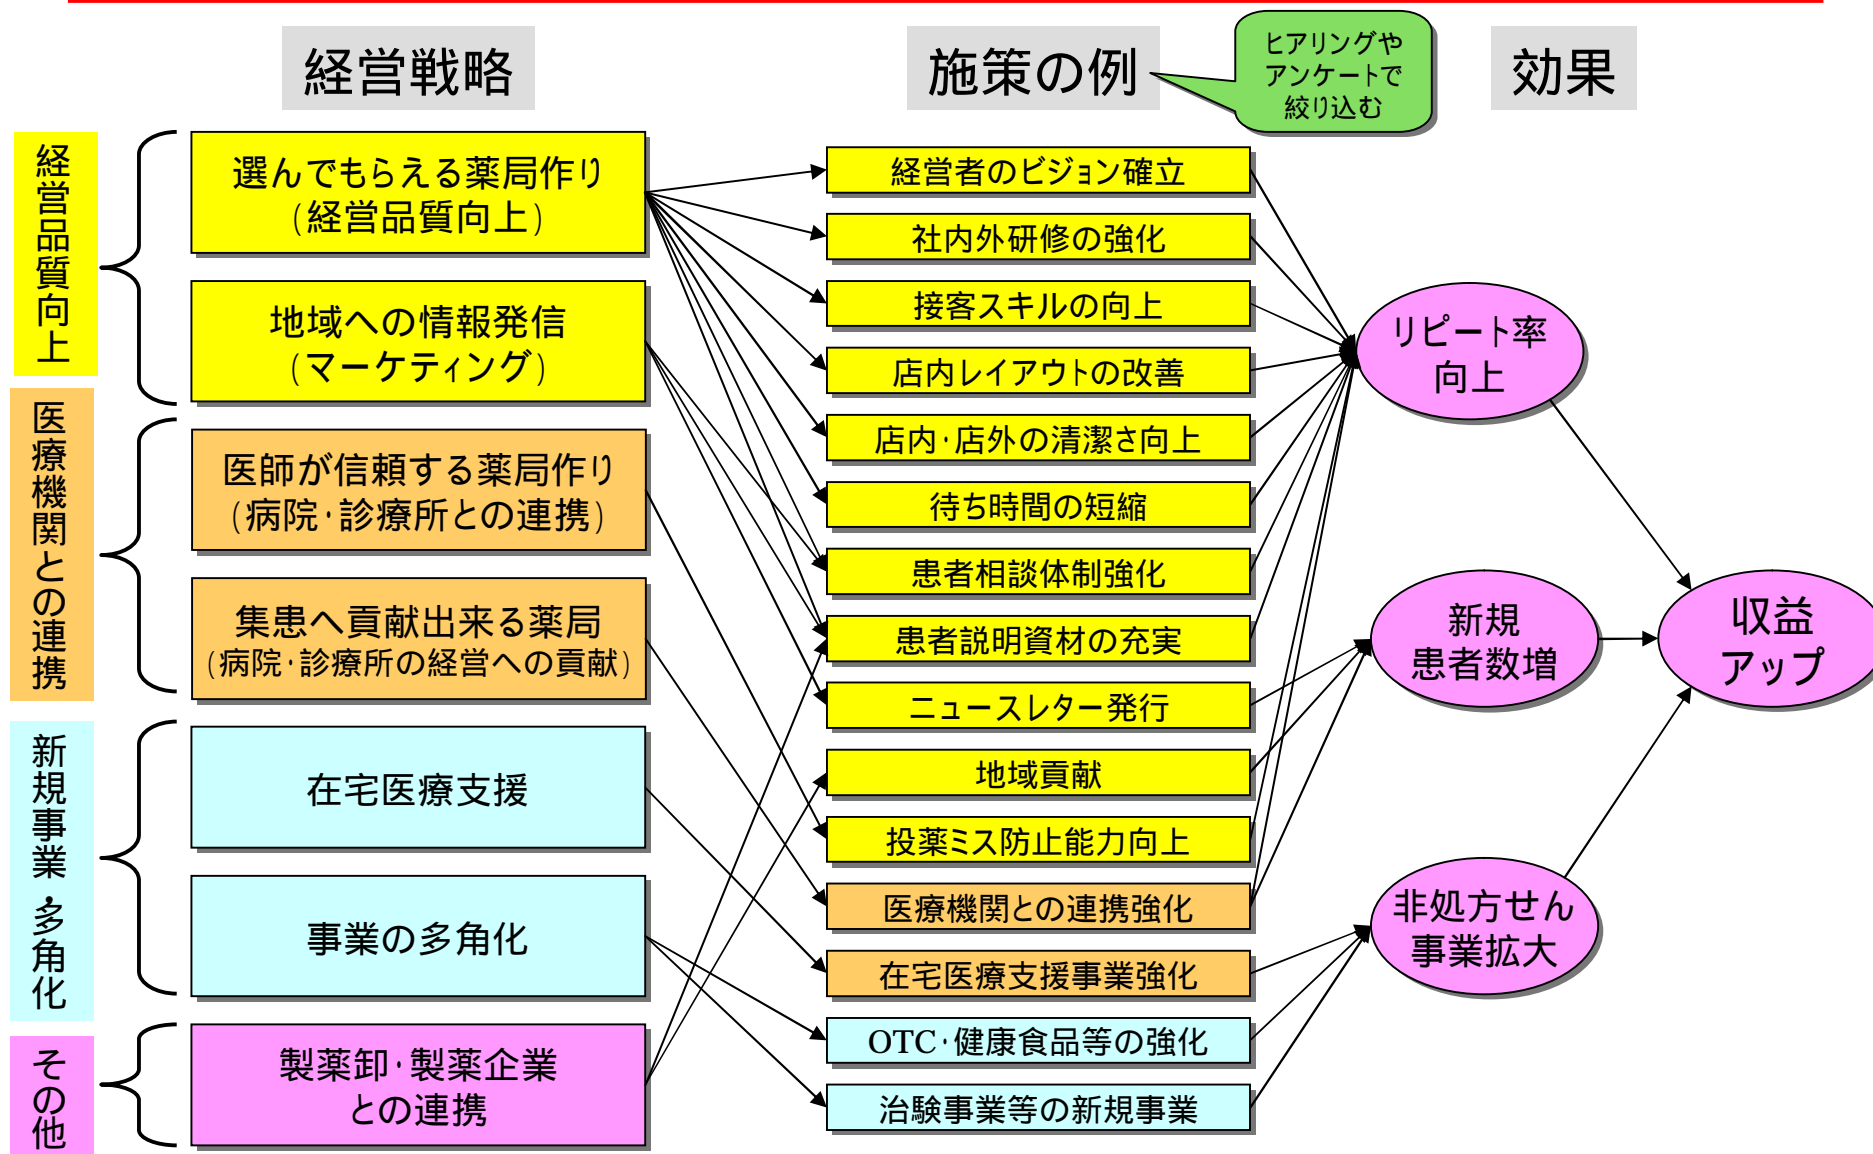 経営戦略
施策の例
ヒアリングや
アンケートで
絞り込む
効果
経営品質向上
選んでもらえる薬局作り
(経営品質向上)
地域への情報発信
(マーケティング)
医療機関との連携
医師が信頼する薬局作り
(病院・診療所との連携)
集患へ貢献出来る薬局
(病院・診療所の経営への貢献)
新規事業・多角化
在宅医療支援
事業の多角化
その他
製薬卸・製薬企業
との連携
経営者のビジョン確立
社内外研修の強化
接客スキルの向上
店内レイアウトの改善
店内・店外の清潔さ向上
待ち時間の短縮
患者相談体制強化
患者説明資材の充実
ニュースレター発行
地域貢献
投薬ミス防止能力向上
医療機関との連携強化
在宅医療支援事業強化
OTC・健康食品等の強化
治験事業等の新規事業
リピート率
向上
新規
患者数増
非処方せん
事業拡大
収益
アップ